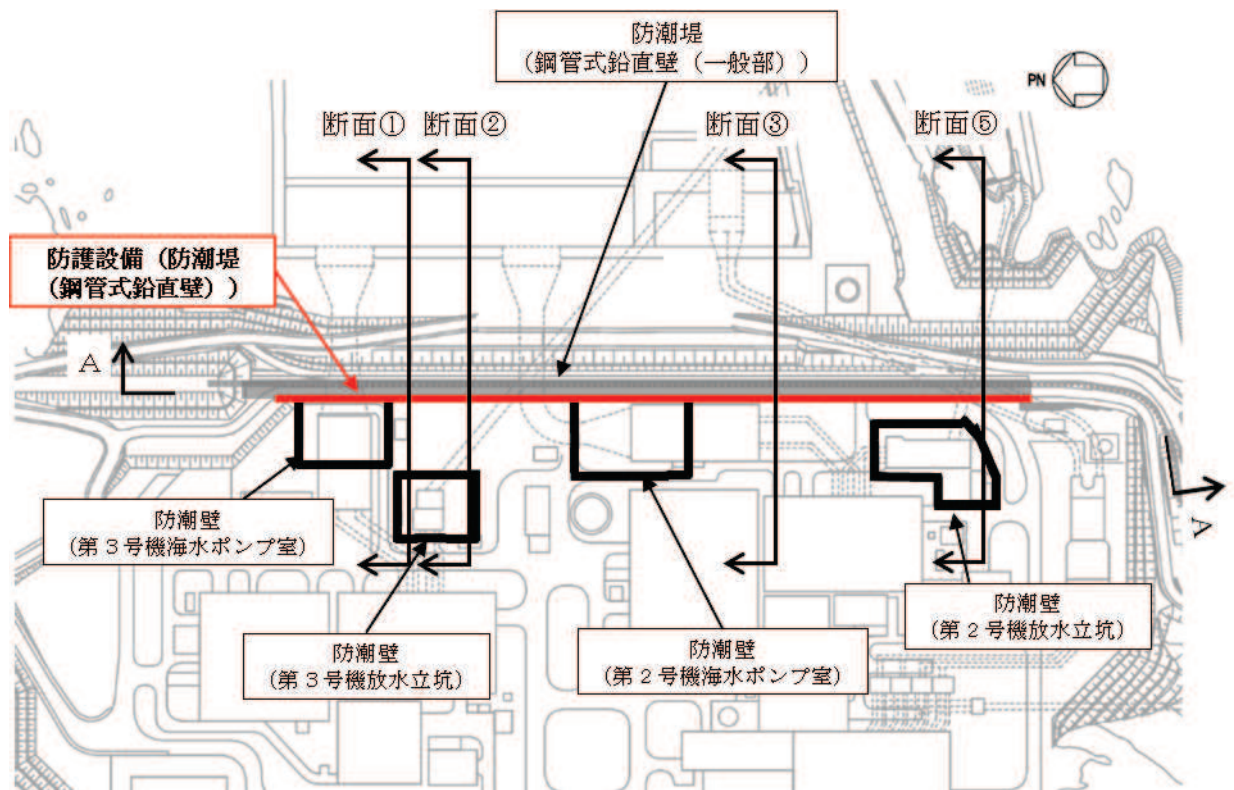 防潮堤
(鋼管式鉛直壁(一般部))
PN
断面①
断面②
断面③
断面⑤
防護設備(防潮堤
(鋼管式鉛直壁))
A
A
防潮壁
(第3号機海水ポンプ室)
防潮壁
(第3号機放水立坑)
防潮壁
(第2号機海水ポンプ室)
防潮壁
(第2号機放水立坑)